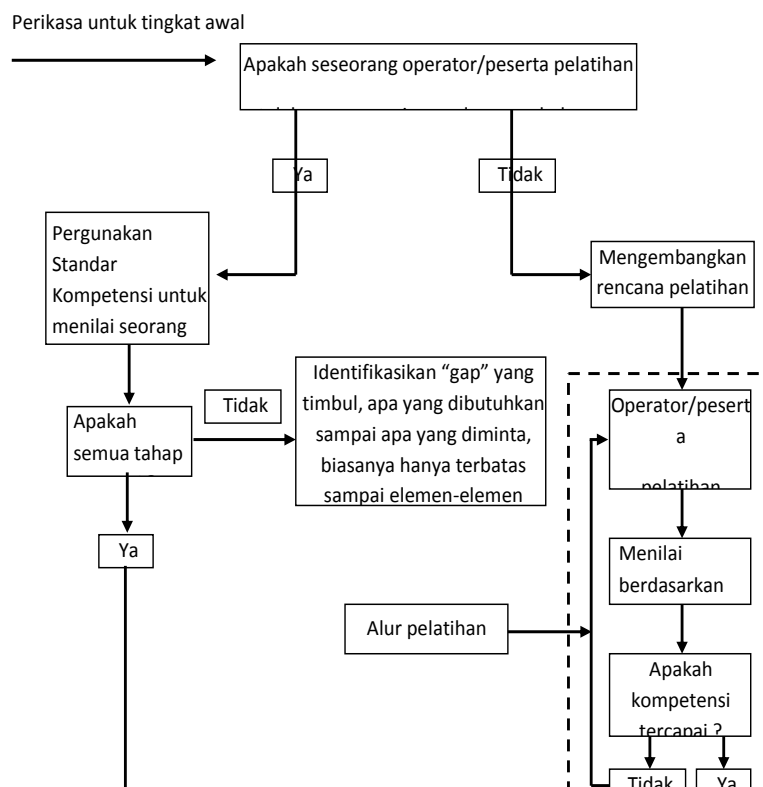 Perikasa untuk tingkat awal
Apakah seseorang operator/peserta pelatihan
Ya
Tidak
Pergunakan
Standar
Kompetensi untuk
menilai seorang
Mengembangkan
rencana pelatihan
Apakah
semua tahap
Tidak
Identifikasikan “gap” yang
timbul, apa yang dibutuhkan
sampai apa yang diminta,
biasanya hanya terbatas
sampai elemen-elemen
Operator/pesert
a
pelatihan
Ya
Menilai
berdasarkan
Alur pelatihan
Apakah
kompetensi
tercapai ?
Tidak
Ya